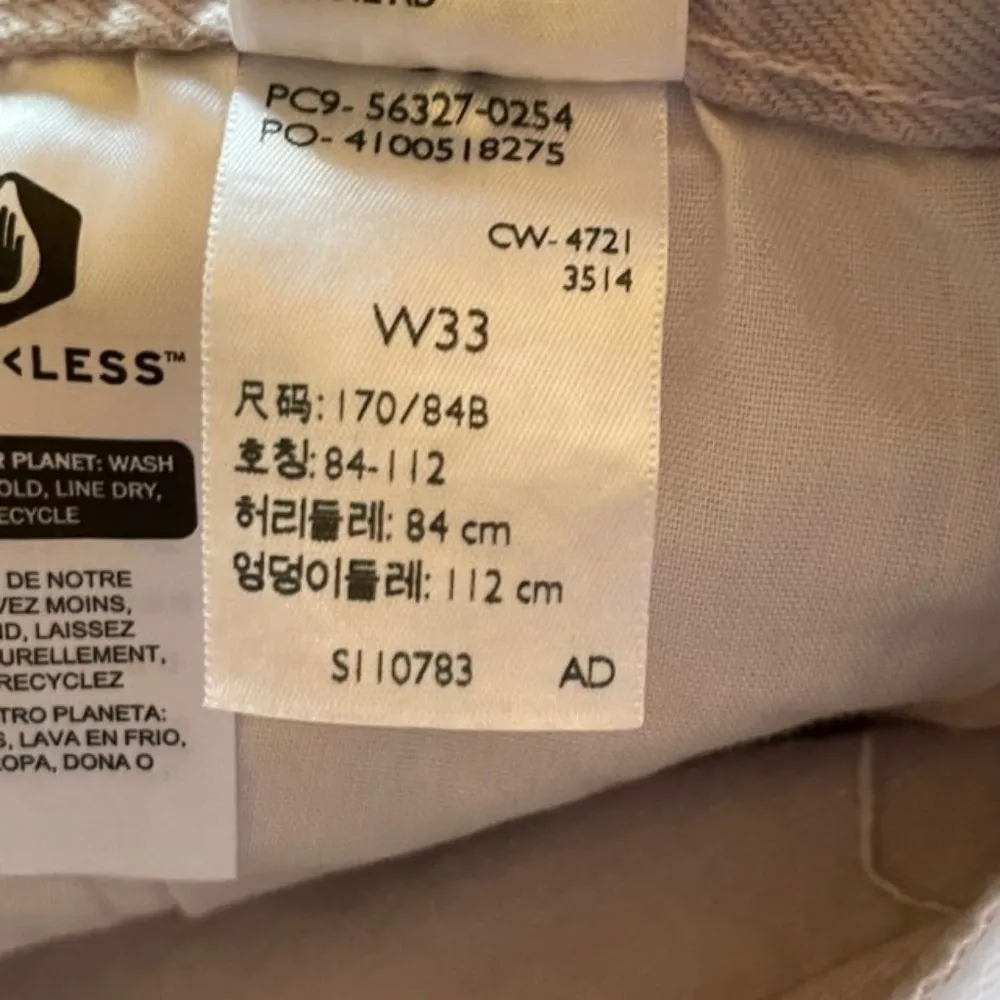 PC9- 56327-0254
PO- 4100518275
CW- 4721
3514
W33
尺码: 170/84B
호칭: 84-112
허리둘레: 84 cm
엉덩이둘레: 112 cm
S110783 AD
<LESS™
PLANET: WASH
OLD, LINE DRY,
ECYCLE
DE NOTRE
VEZ MOINS,
ID, LAISSEZ
URELLEMENT,
RECYCLEZ
TRO PLANETA:
S, LAVA EN FRIO,
OPA, DONA O